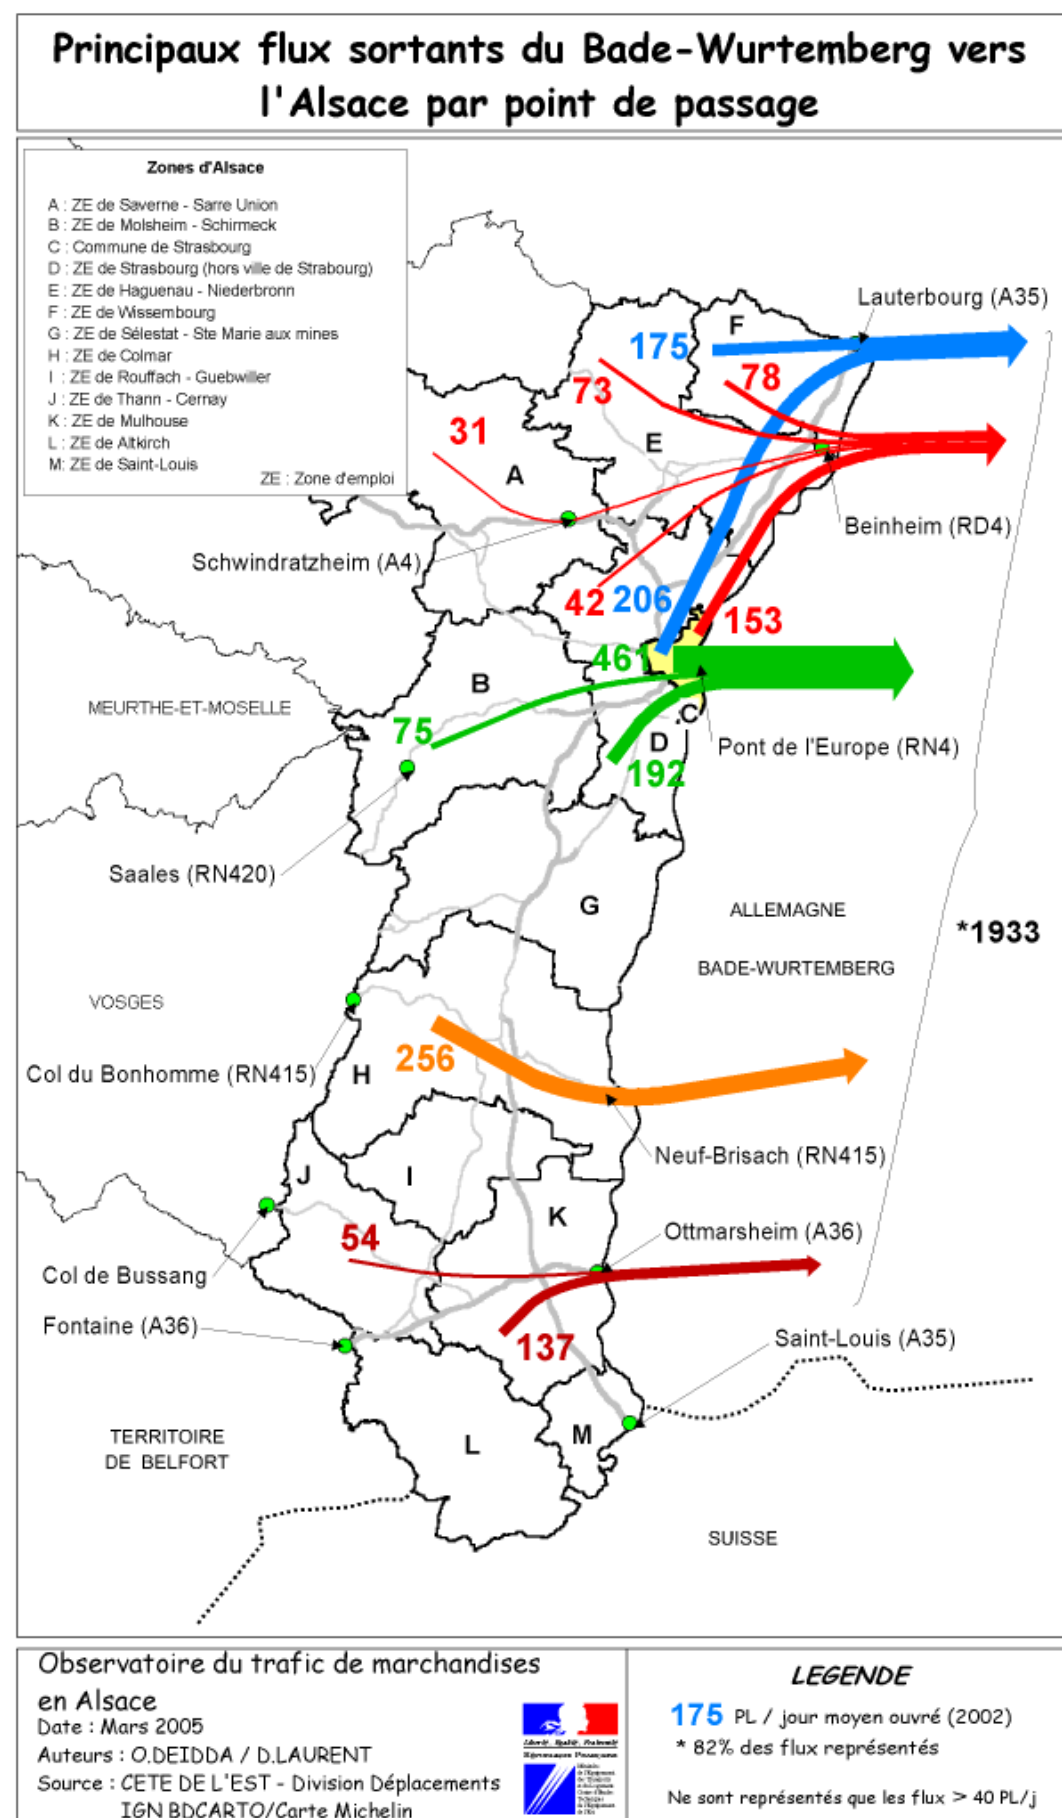 Principaux flux sortants du Bade-Wurtemberg vers
l'Alsace par point de passage
Zones d'Alsace
A : ZE de Saverne - Sarre Union
B : ZE de Molsheim - Schirmeck
C : Commune de Strasbourg
D : ZE de Strasbourg (hors ville de Strabourg)
E : ZE de Haguenau - Niederbronn
F : ZE de Wissembourg
G : ZE de Sélestat - Ste Marie aux mines
H : ZE de Colmar
I : ZE de Rouffach - Guebwiller
J : ZE de Thann - Cernay
K : ZE de Mulhouse
L : ZE de Altkirch
M: ZE de Saint-Louis
ZE : Zone d'emploi
Lauterbourg (A35)
F
175
78
73
31
E
A
Beinheim (RD4)
Schwindratzheim (A4)
42
206
153
461
B
MEURTHE-ET-MOSELLE
75
C
D
Pont de l'Europe (RN4)
192
Saales (RN420)
G
ALLEMAGNE
*1933
BADE-WURTEMBERG
VOSGES
256
Col du Bonhomme (RN415)
H
Neuf-Brisach (RN415)
J
I
K
54
Ottmarsheim (A36)
Col de Bussang
Fontaine (A36)
137
Saint-Louis (A35)
TERRITOIRE
DE BELFORT
L
M
SUISSE
Observatoire du trafic de marchandises
en Alsace
Date : Mars 2005
Auteurs : O.DEIDDA / D.LAURENT
Source : CETE DE L'EST - Division Déplacements
IGN BDCARTO/Carte Michelin
Liberté . Égalité . Fraternité
République Française
LEGENDE
175 PL / jour moyen ouvré (2002)
* 82% des flux représentés
Ne sont représentés que les flux > 40 PL/j